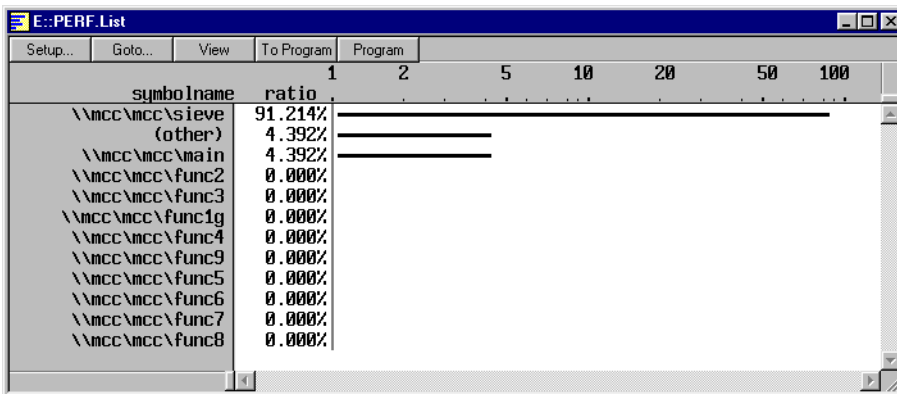 E::PERF.List
Setup... Goto... View To Program Program
1 2 5 10 20 50 100
symbolname ratio
\\mcc\mcc\sieve 91.214%
(other) 4.392%
\\mcc\mcc\main 4.392%
\\mcc\mcc\func2 0.000%
\\mcc\mcc\func3 0.000%
\\mcc\mcc\func1g 0.000%
\\mcc\mcc\func4 0.000%
\\mcc\mcc\func9 0.000%
\\mcc\mcc\func5 0.000%
\\mcc\mcc\func6 0.000%
\\mcc\mcc\func7 0.000%
\\mcc\mcc\func8 0.000%